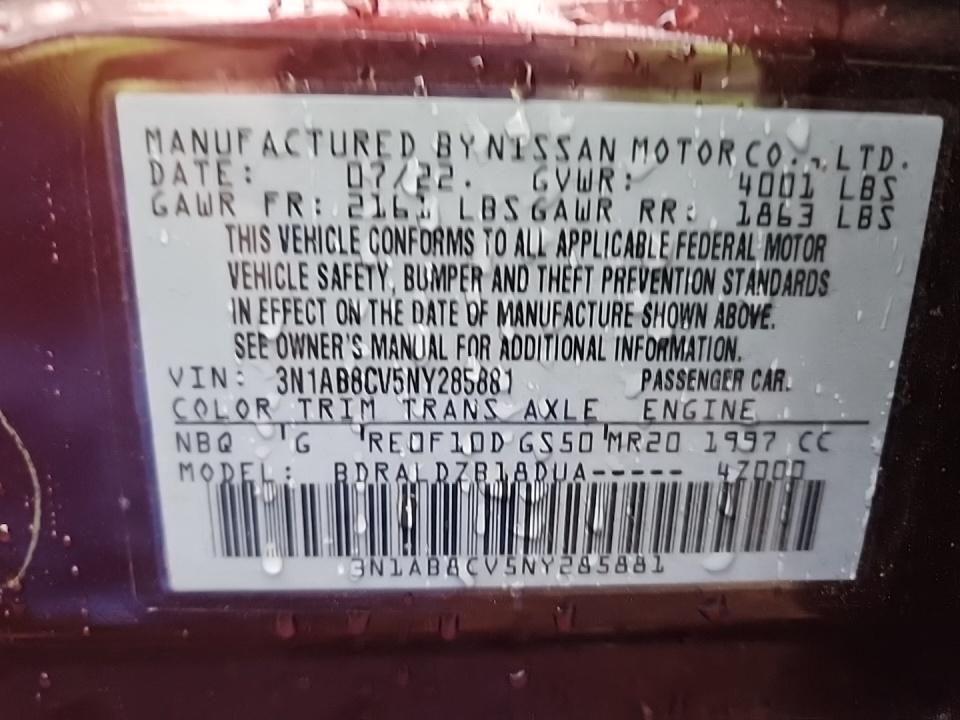 MANUFACTURED BY NISSAN MOTOR CO., LTD.
DATE: 07/22. GVWR: 4001 LBS
GAWR FR: 2161 LBS GAWR RR: 1863 LBS
THIS VEHICLE CONFORMS TO ALL APPLICABLE FEDERAL MOTOR
VEHICLE SAFETY, BUMPER AND THEFT PREVENTION STANDARDS
IN EFFECT ON THE DATE OF MANUFACTURE SHOWN ABOVE.
SEE OWNER'S MANUAL FOR ADDITIONAL INFORMATION.
VIN: 3N1AB8CV5NY285881 PASSENGER CAR.
COLOR TRIM TRANS AXLE ENGINE
NBQ G RE0F10D GS50 MR20 1997 CC
MODEL: BDRALDZB18DUA----- 4Z000
3N1AB8CV5NY285881